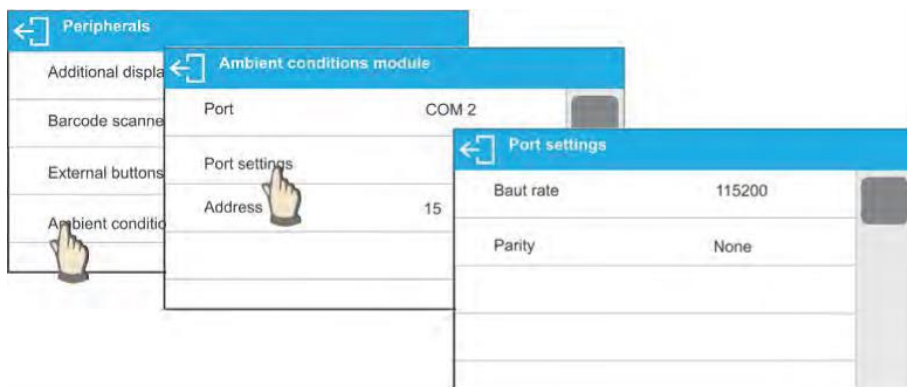 Peripherals
Additional displa
Barcode scanne
External buttons
Ambient conditio
Ambient conditions module
Port COM 2
Port settings
Address 15
Port settings
Baut rate 115200
Parity None